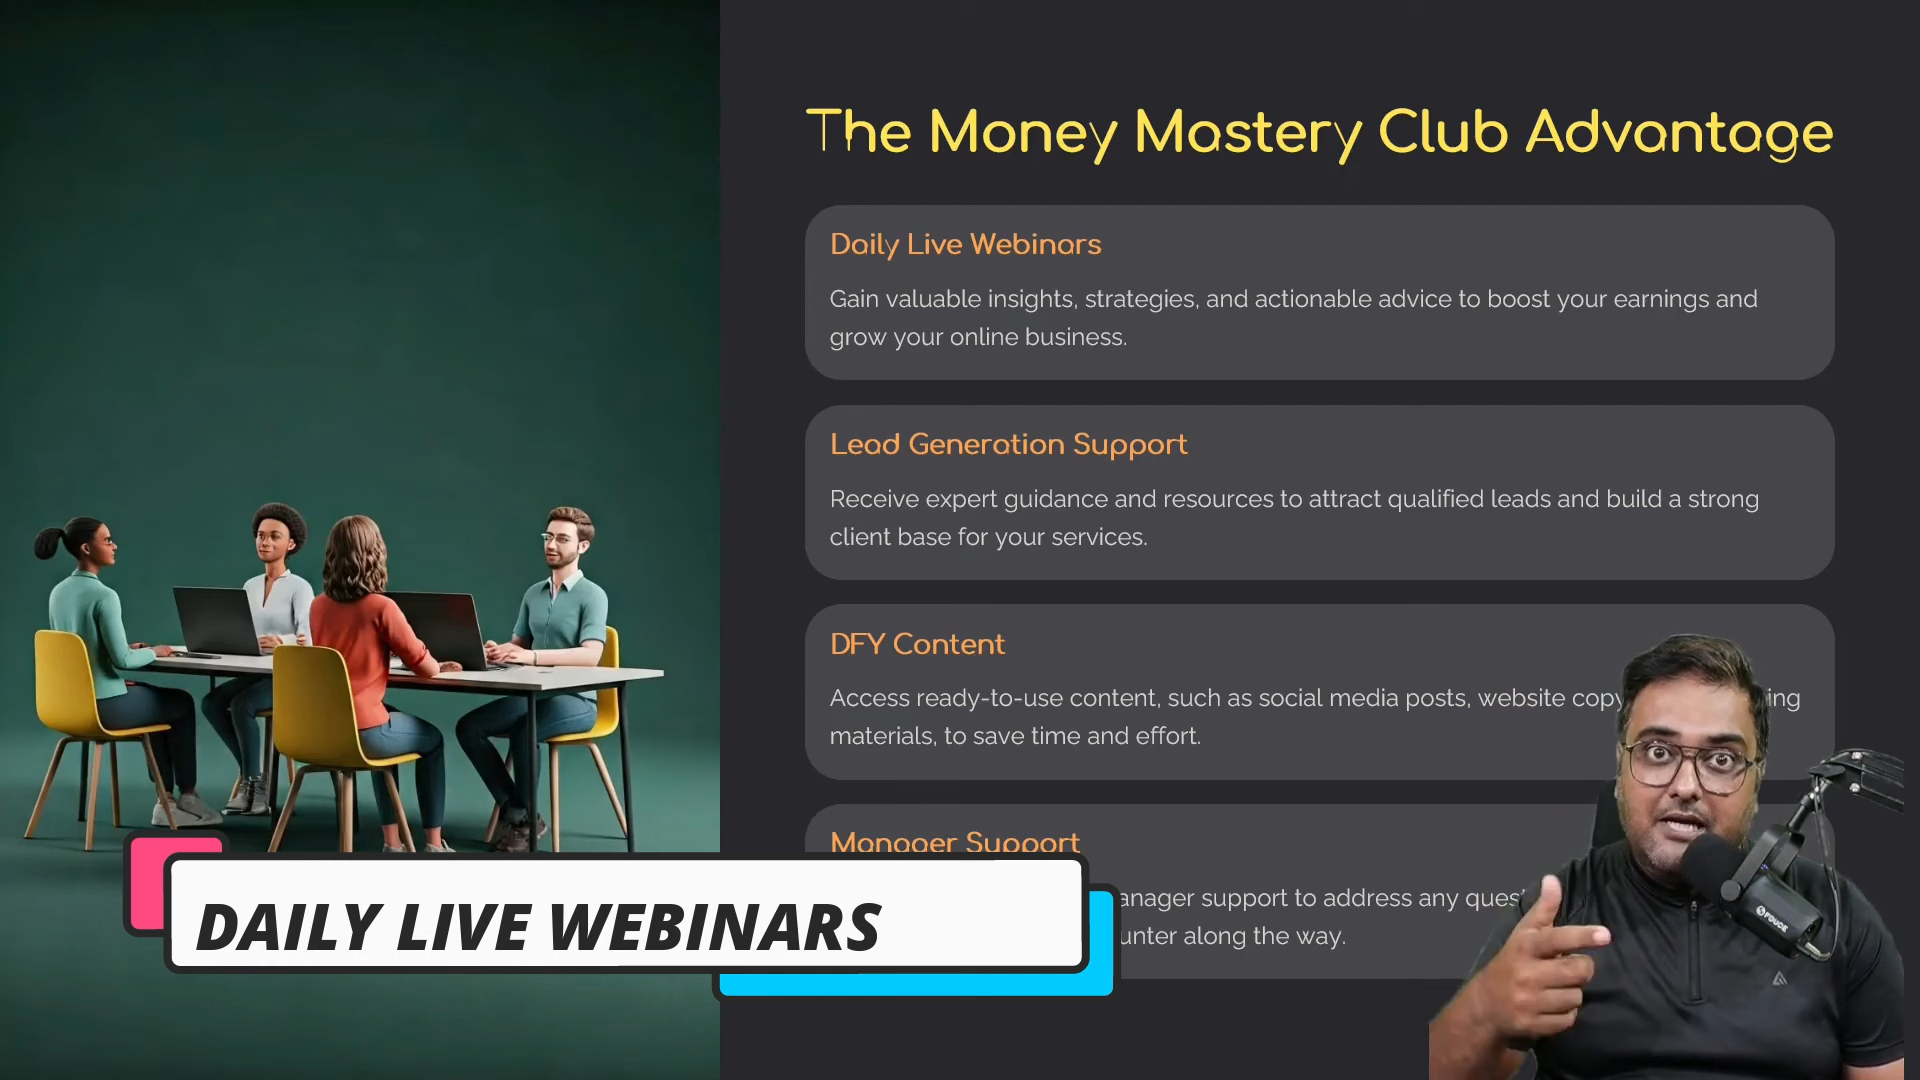 The Money Mastery Club Advantage
Daily Live Webinars
Gain valuable insights, strategies, and actionable advice to boost your earnings and
grow your online business.
Lead Generation Support
Receive expert guidance and resources to attract qualified leads and build a strong
client base for your services.
DFY Content
Access ready-to-use content, such as social media posts, website copy
materials, to save time and effort.
Manager Support
support to address any
along the way.
DAILY LIVE WEBINARS
FDUCE